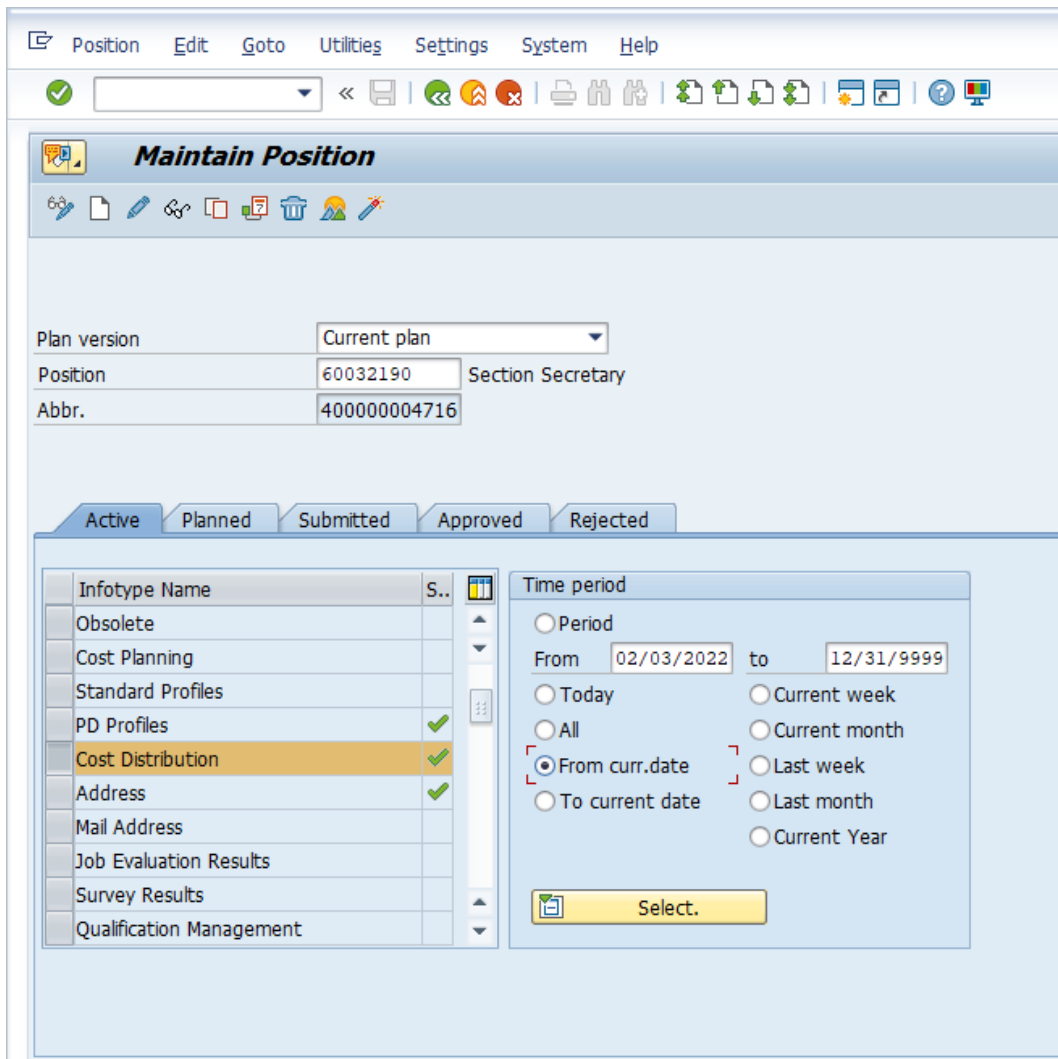 Position Edit Goto Utilities Settings System Help
Maintain Position
Plan version Current plan
Position 60032190 Section Secretary
Abbr. 400000004716
Active Planned Submitted Approved Rejected
Infotype Name S..
Obsolete
Cost Planning
Standard Profiles
PD Profiles
Cost Distribution
Address
Mail Address
Job Evaluation Results
Survey Results
Qualification Management
Time period
Period
From 02/03/2022 to 12/31/9999
Today Current week
All Current month
From curr.date Last week
To current date Last month
Current Year
Select.